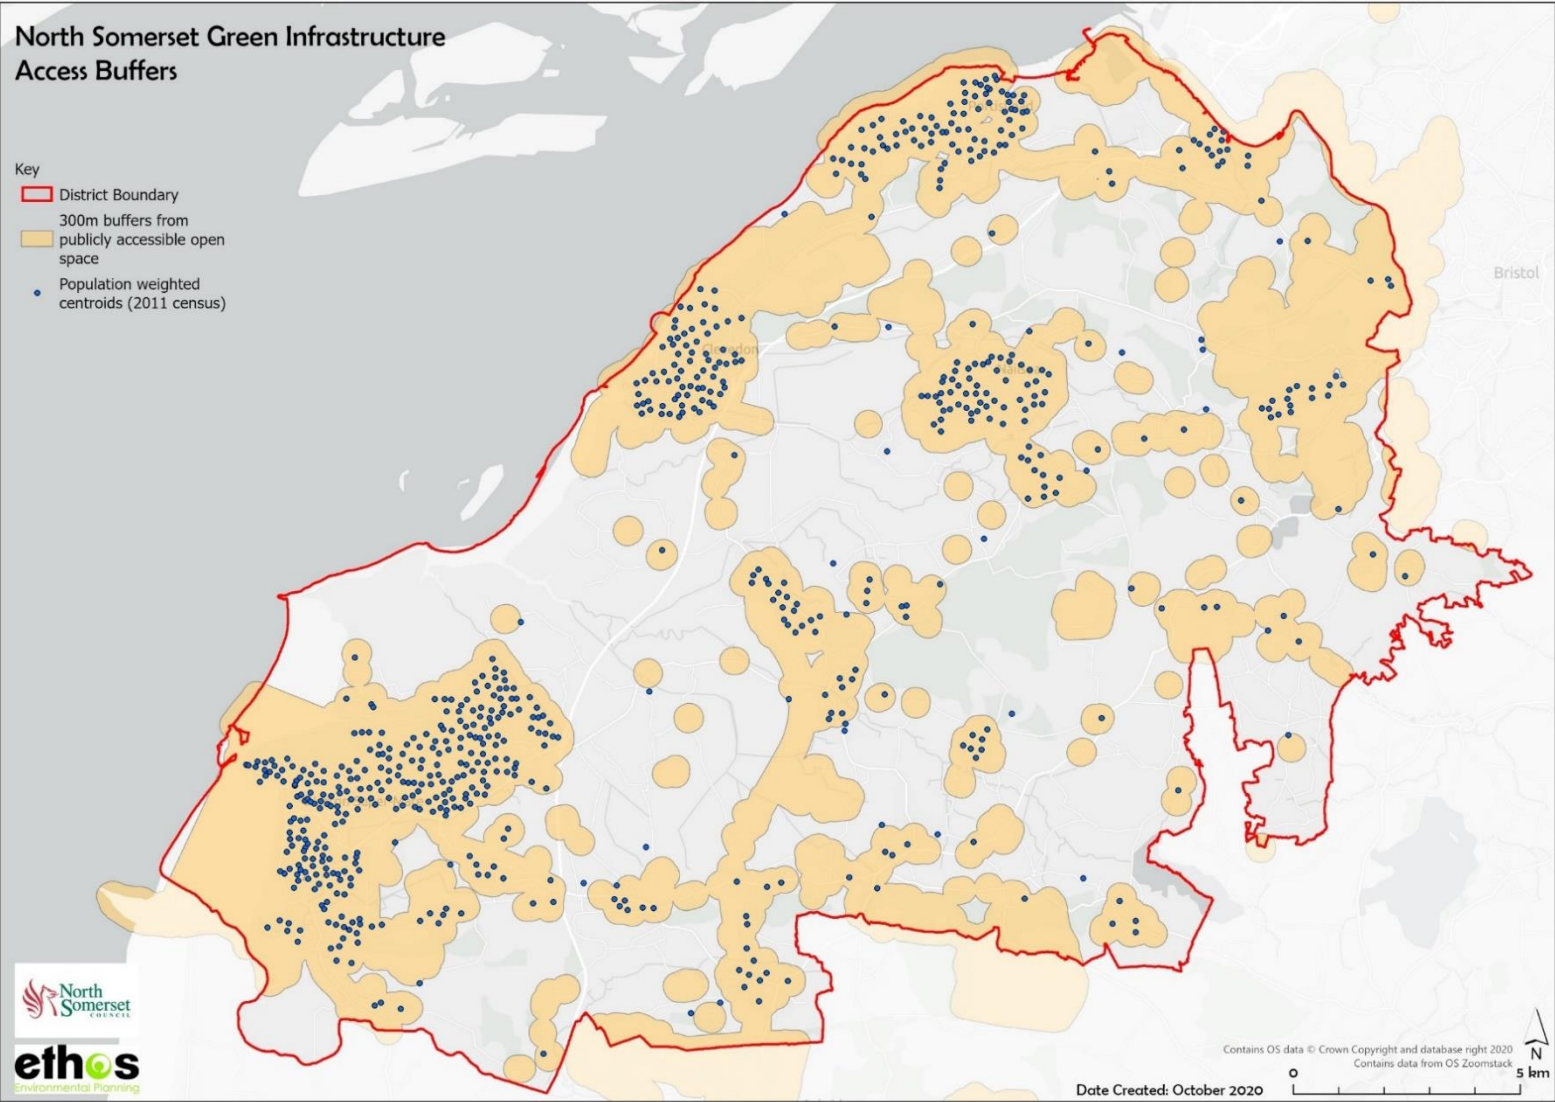 North Somerset Green Infrastructure
Access Buffers
Key
District Boundary
300m buffers from
publicly accessible open
space
Population weighted
centroids (2011 census)
Clevedon
Bristol
North
Somerset
COUNCIL
ethos
Environmental Planning
Contains OS data © Crown Copyright and database right 2020
Contains data from OS Zoomstack
N
0
5 km
Date Created: October 2020